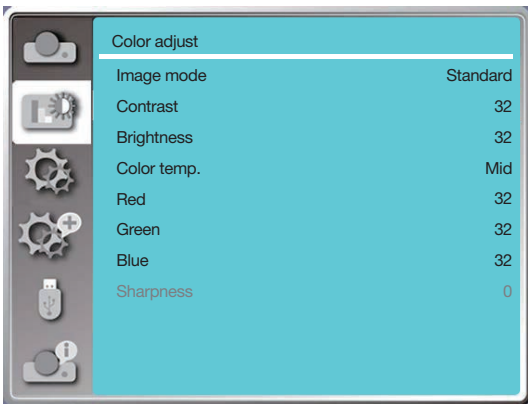 Color adjust
Image mode Standard
Contrast 32
Brightness 32
Color temp. Mid
Red 32
Green 32
Blue 32
Sharpness 0